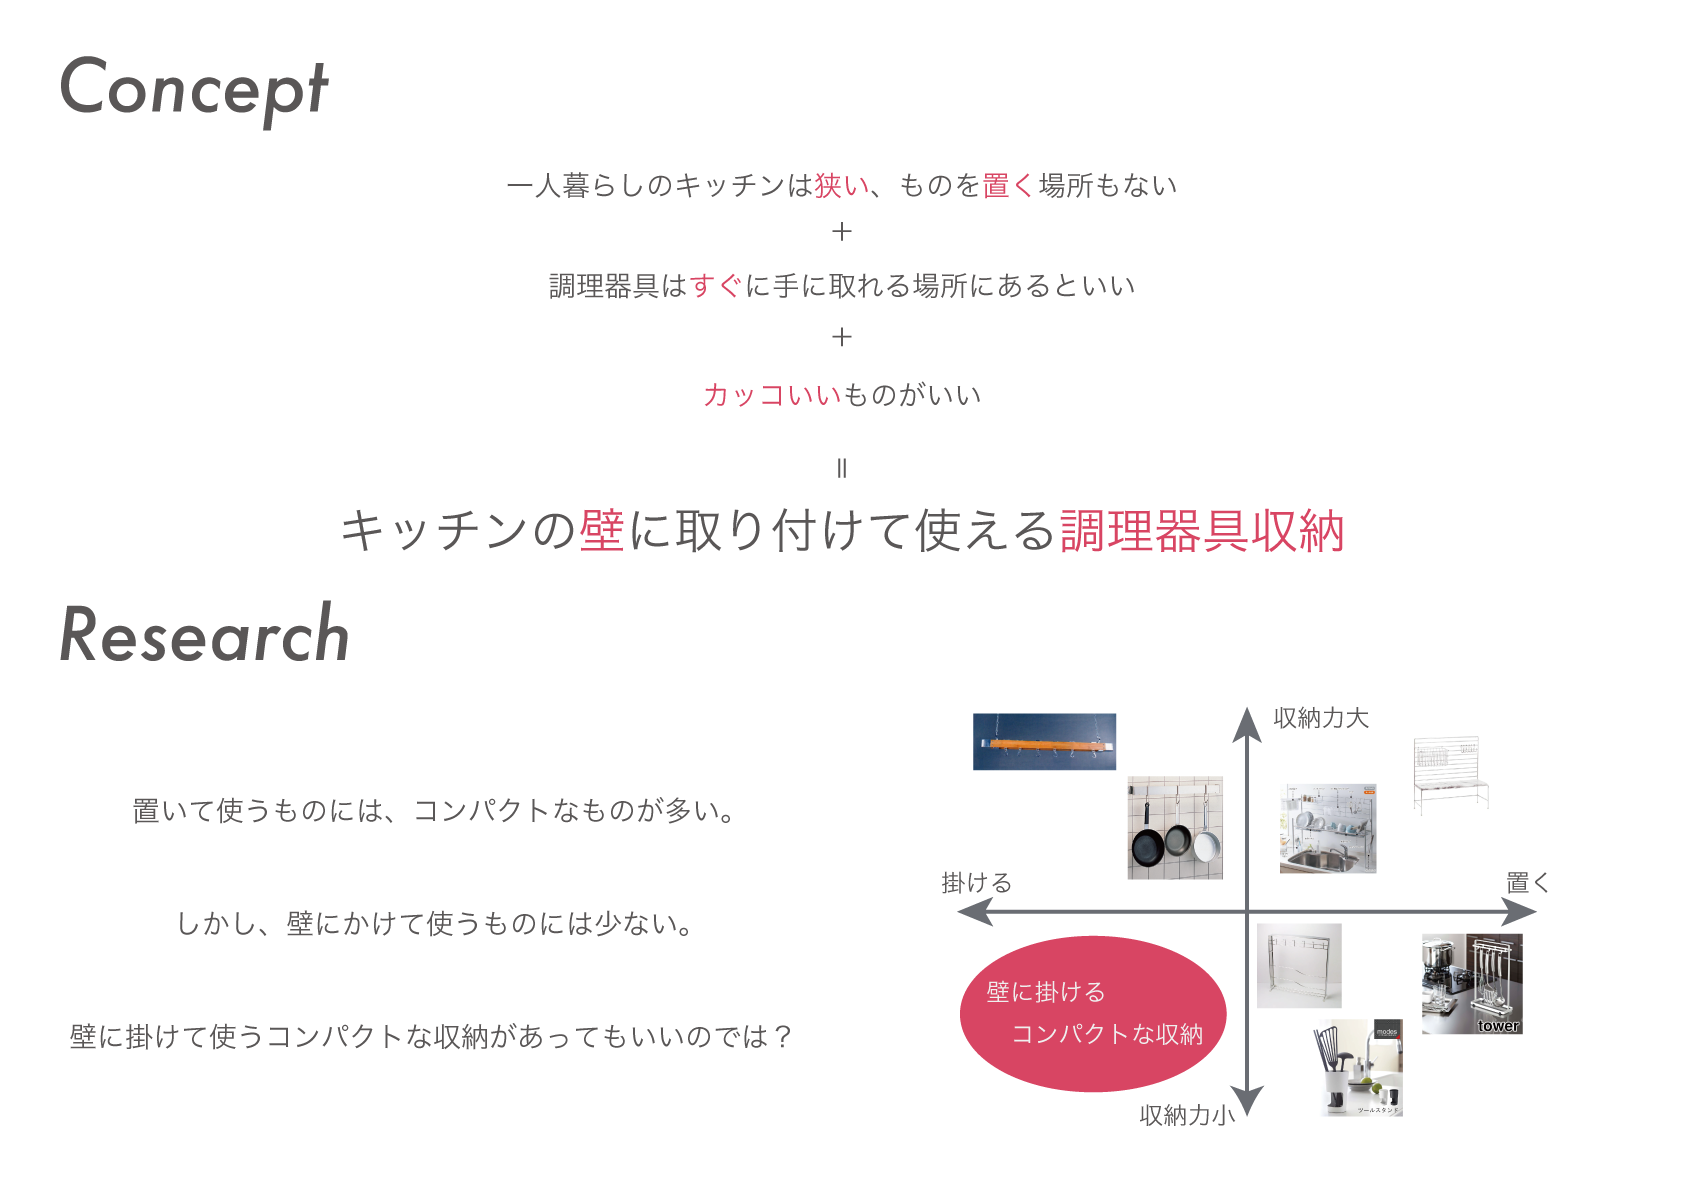 Concept
一人暮らしのキッチンは狭い、ものを置く場所もない
＋
調理器具はすぐに手に取れる場所にあるといい
＋
カッコいいものがいい
＝
キッチンの壁に取り付けて使える調理器具収納
Research
置いて使うものには、コンパクトなものが多い。
しかし、壁にかけて使うものには少ない。
壁に掛けて使うコンパクトな収納があってもいいのでは？
収納力大
掛ける
置く
壁に掛ける
コンパクトな収納
tower
modes
ツールスタンド
収納力小